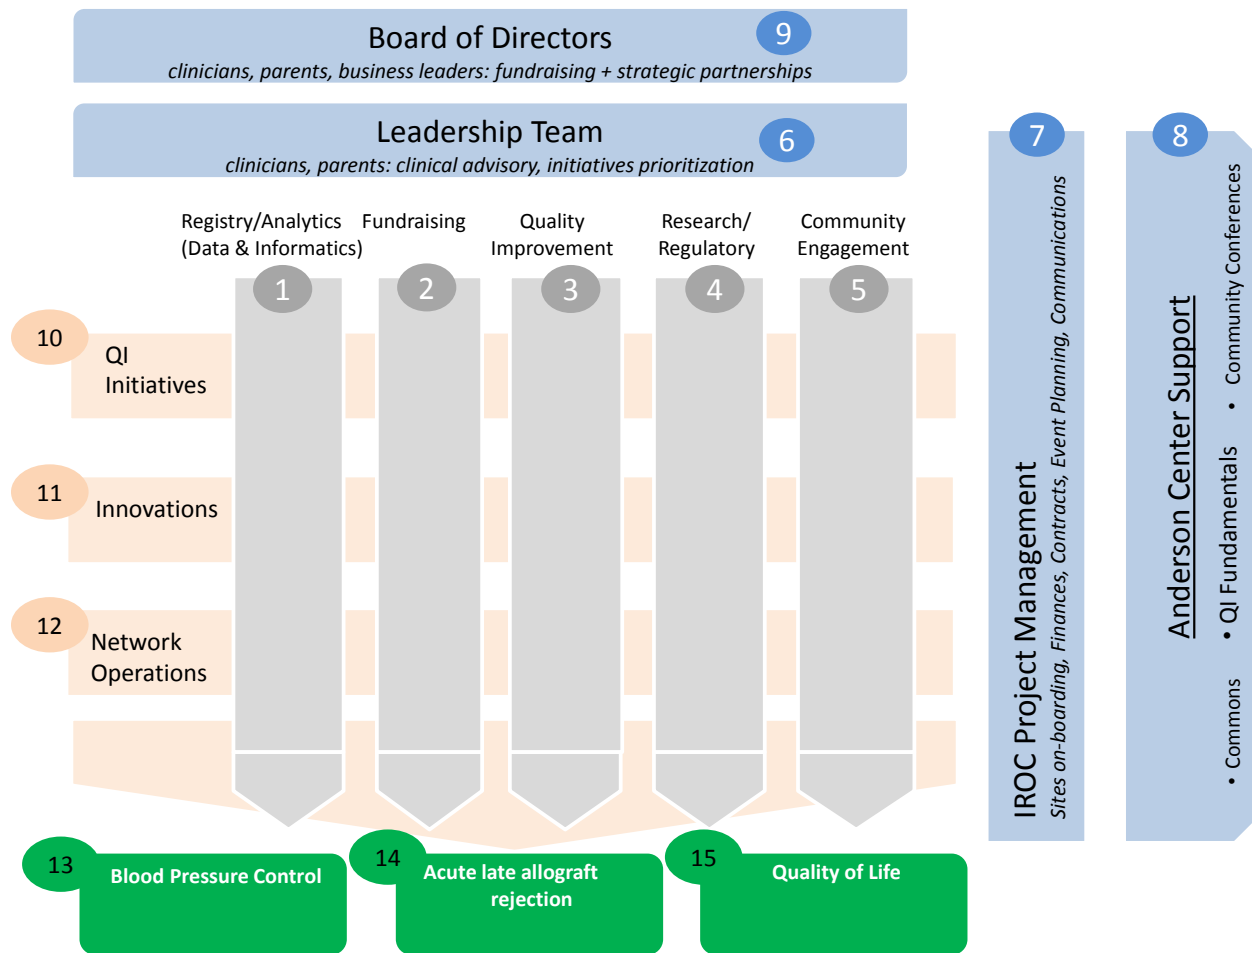 Board of Directors
9
clinicians, parents, business leaders: fundraising + strategic partnerships
Leadership Team
6
clinicians, parents: clinical advisory, initiatives prioritization
Registry/Analytics
(Data & Informatics)
Fundraising
Quality
Improvement
Research/
Regulatory
Community
Engagement
1
2
3
4
5
10
QI
Initiatives
11
Innovations
12
Network
Operations
13
Blood Pressure Control
14
Acute late allograft
rejection
15
Quality of Life
7
IROC Project Management
Sites on-boarding, Finances, Contracts, Event Planning, Communications
8
Anderson Center Support
• Commons
• QI Fundamentals
• Community Conferences